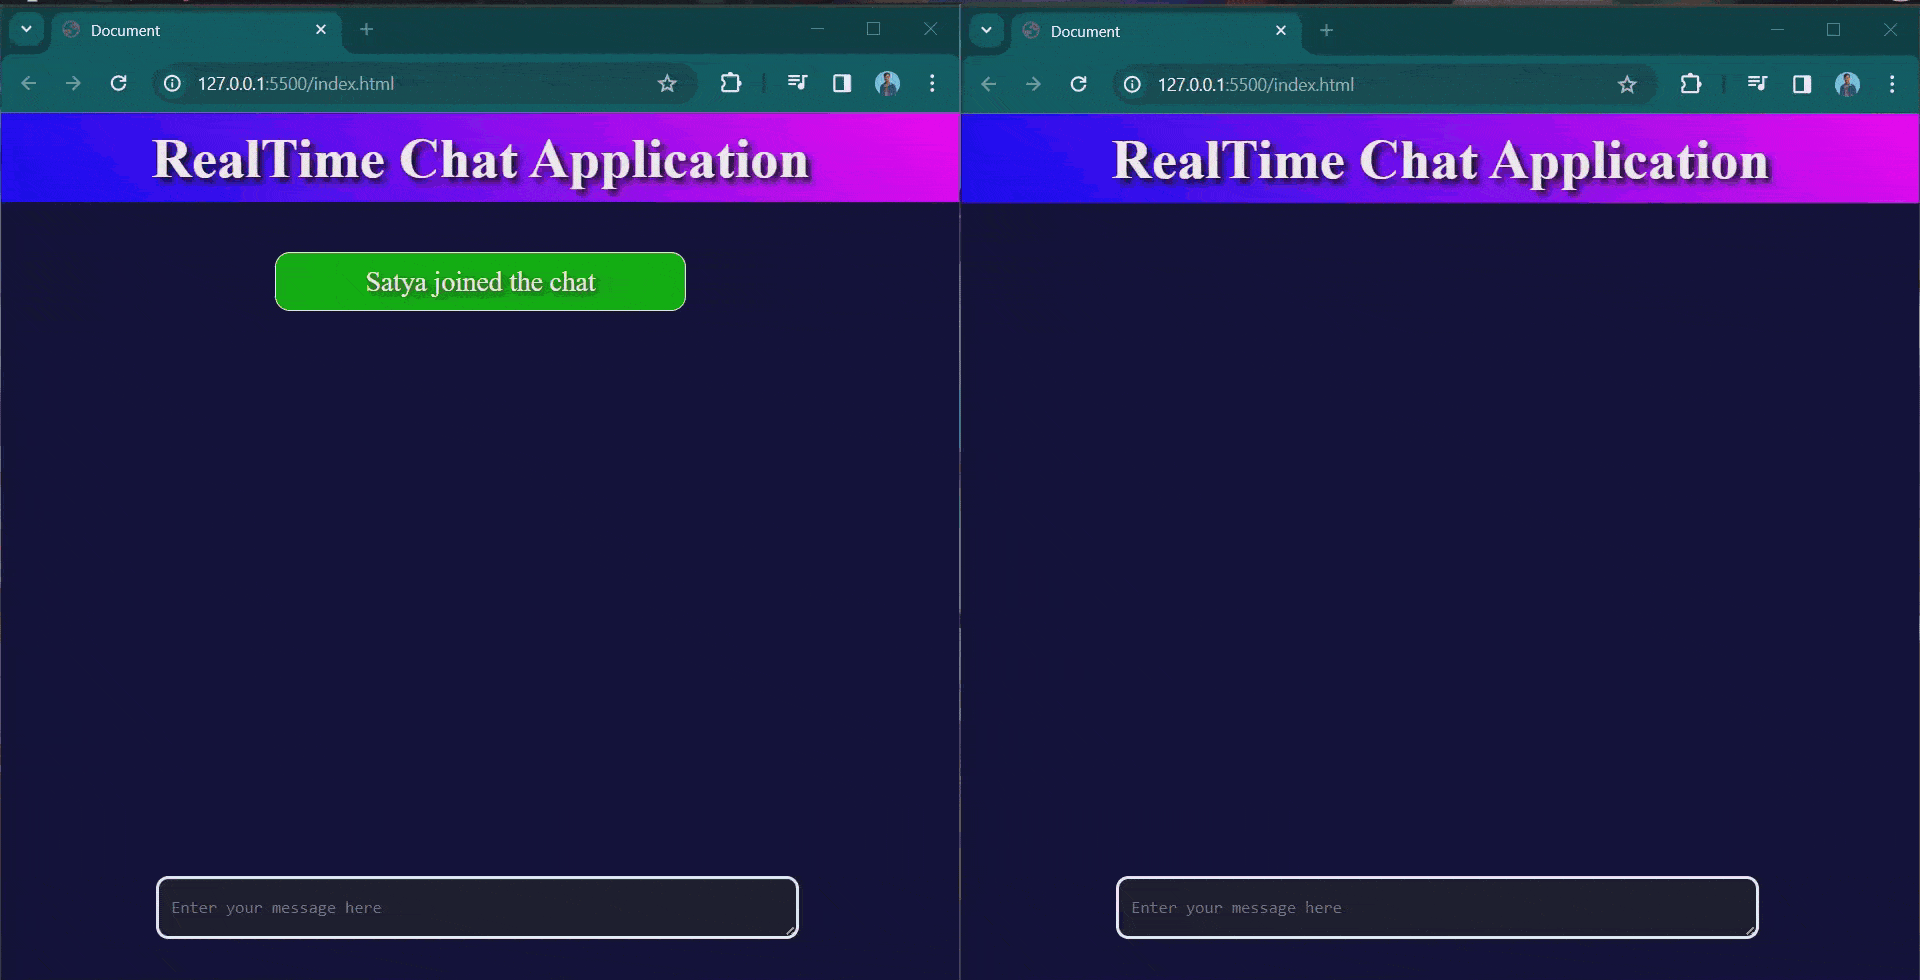 Document
127.0.0.1:5500/index.html
RealTime Chat Application
Satya joined the chat
Enter your message here
Document
127.0.0.1:5500/index.html
RealTime Chat Application
Enter your message here